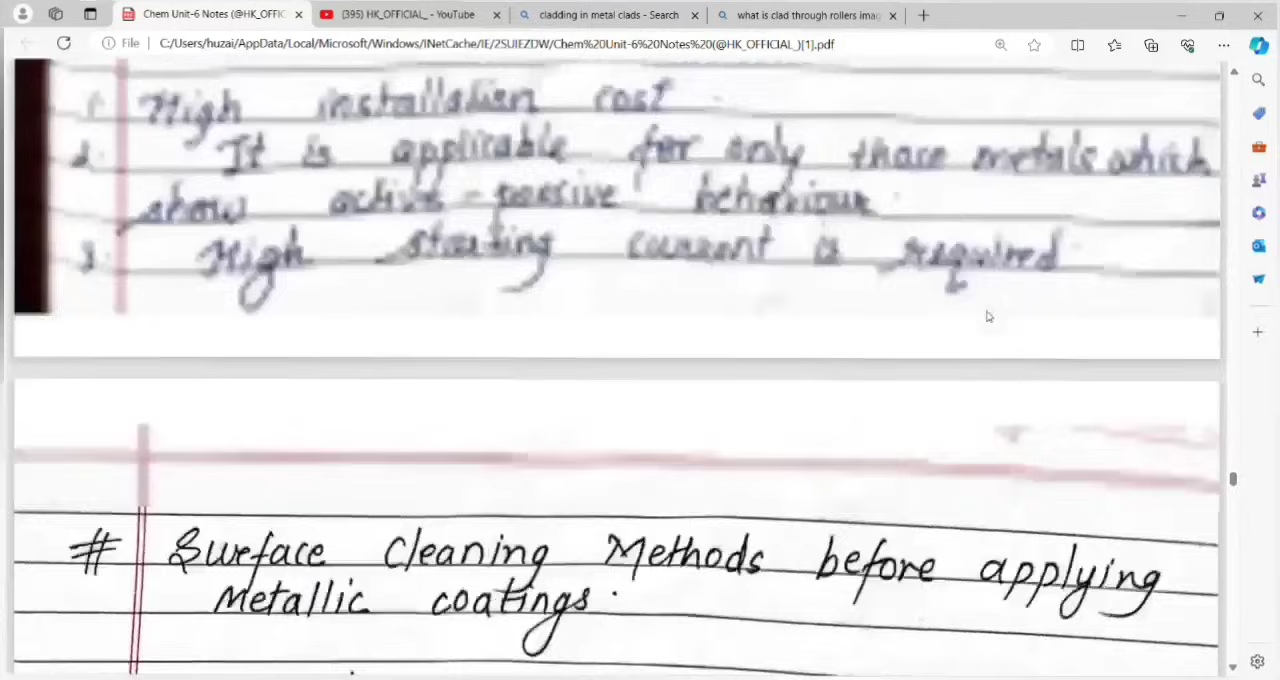 Chem Unit-6 Notes (@HK_OFFIC
(395) HK_OFFICIAL_ - YouTube
cladding in metal clads - Search
what is clad through rollers imag
File
C:/Users/huzai/AppData/Local/Microsoft/Windows/INetCache/IE/2SUIEZDW/Chem%20Unit-6%20Notes%20(@HK_OFFICIAL_)[1].pdf
1. High installation cost
2. It is applicable for only those metals which
show active-passive behaviour
3. High starting current is required
# Surface Cleaning Methods before applying
Metallic coatings.